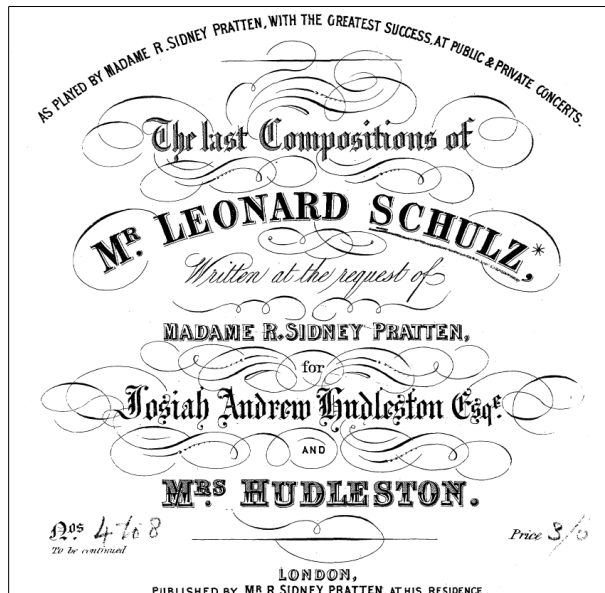 AS PLAYED BY MADAME R. SIDNEY PRATTEN, WITH THE GREATEST SUCCESS, AT PUBLIC & PRIVATE CONCERTS.
The last Compositions of
MR. LEONARD SCHULZ,*
Written at the request of
MADAME R. SIDNEY PRATTEN,
for
Josiah Andrew Hudleston Esqe.
AND
MRS. HUDLESTON.
Nos 4 to 8 Price 3/0
To be continued
LONDON,
PUBLISHED BY MR R. SIDNEY PRATTEN, AT HIS RESIDENCE